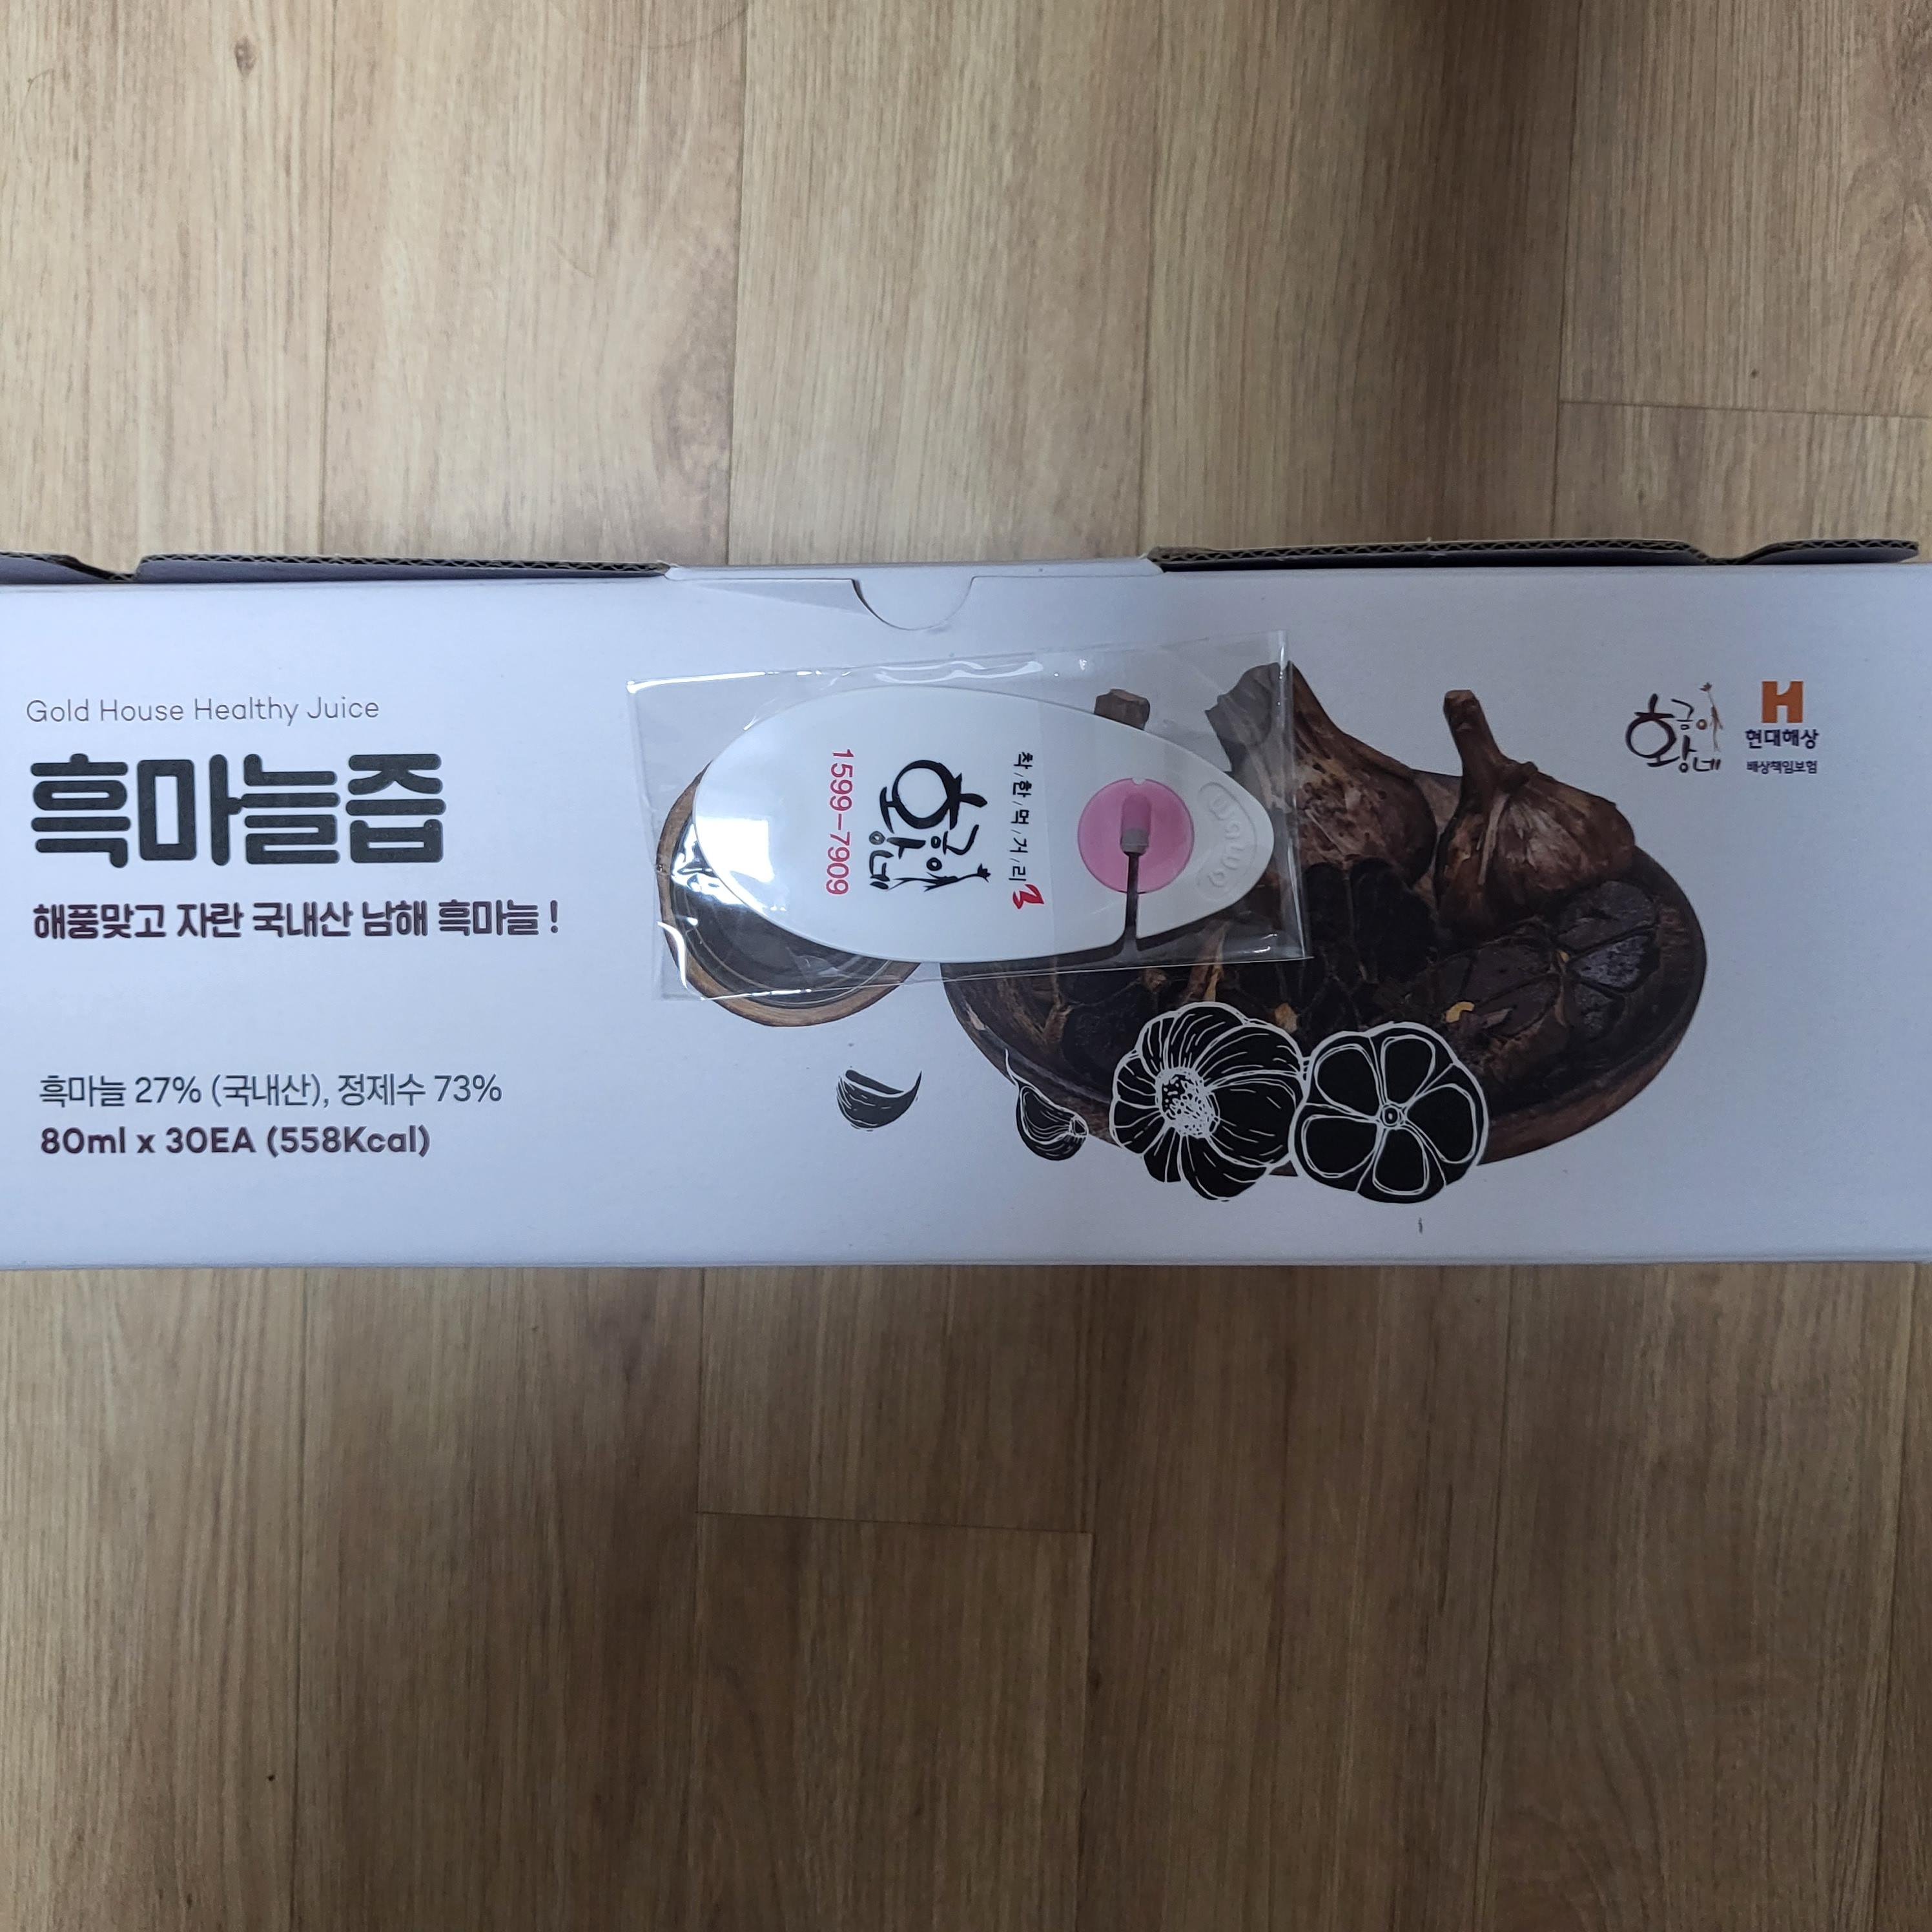 Gold House Healthy Juice
흑마늘즙
해풍맞고 자란 국내산 남해 흑마늘 !
흑마늘 27% (국내산), 정제수 73%
80ml x 30EA (558Kcal)
착/한/먹/거/리
황금이네
1599-7909
황금이네
현대해상
배상책임보험